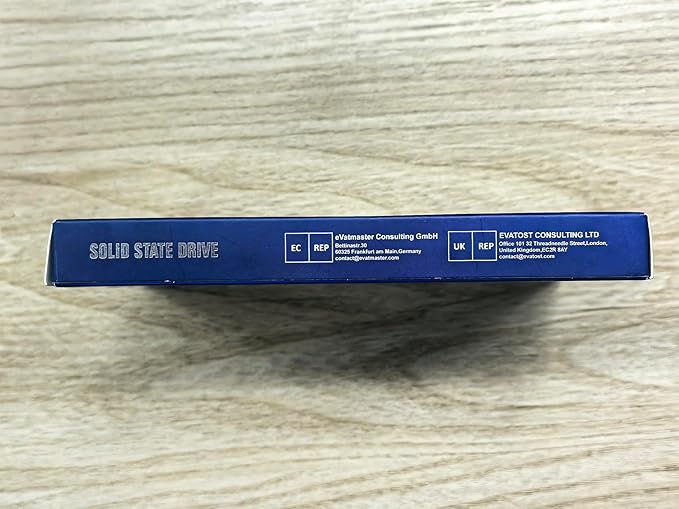 SOLID STATE DRIVE
EC REP
eVatmaster Consulting GmbH
Bettinastr.30
60325 Frankfurt am Main,Germany
contact@evatmaster.com
UK REP
EVATOST CONSULTING LTD
Office 101 32 Threadneedle Street,London,
United Kingdom,EC2R 8AY
contact@evatost.com